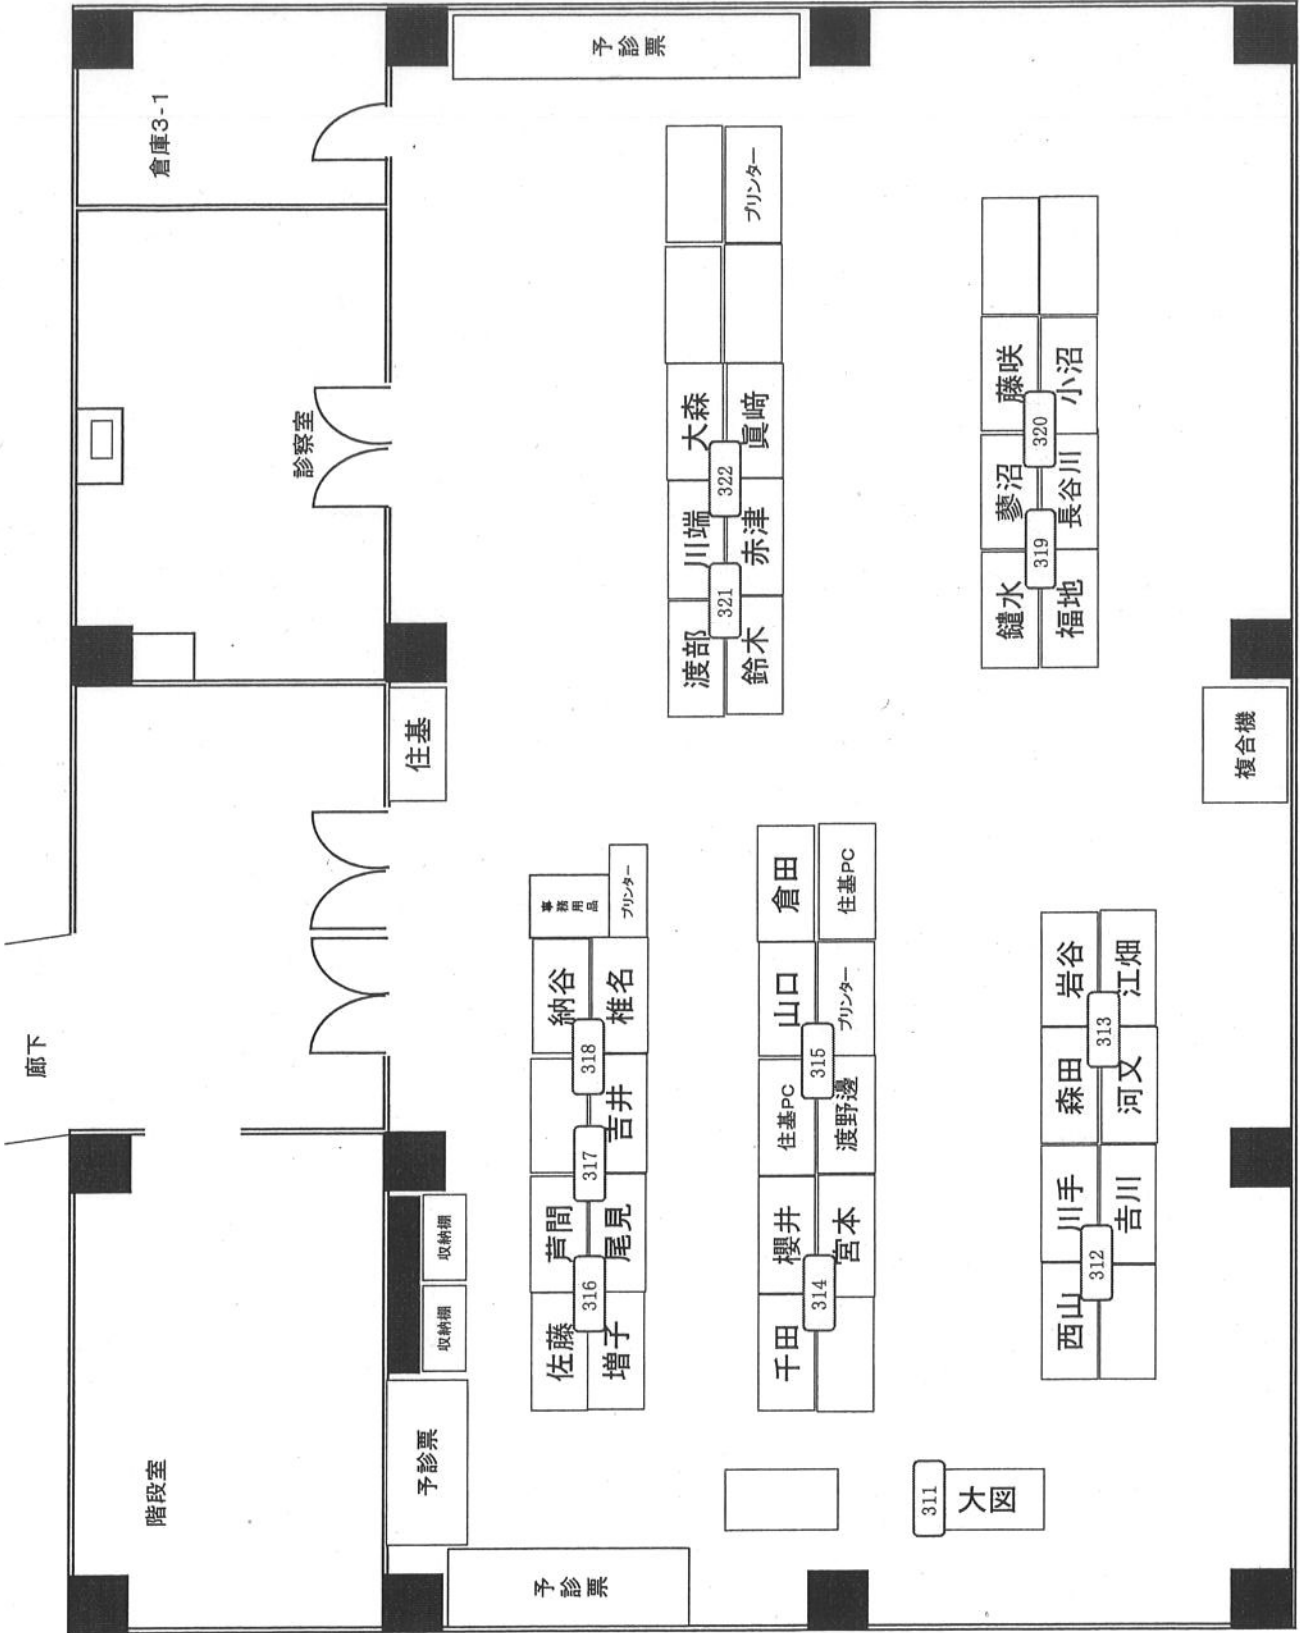 予診票
倉庫3-1
プリンター
診察室
大森
眞﨑
322
川端
赤津
321
渡部
鈴木
藤咲
小沼
320
蓼沼
長谷川
319
鑓水
福地
住基
複合機
廊下
事務用品
プリンター
納谷
椎名
318
吉井
317
芦間
尾見
316
佐藤
増子
倉田
住基PC
山口
プリンター
315
住基PC
渡野邊
櫻井
宮本
314
千田
岩谷
江畑
313
森田
河又
川手
吉川
312
西山
収納棚
収納棚
予診票
階段室
予診票
311
大図